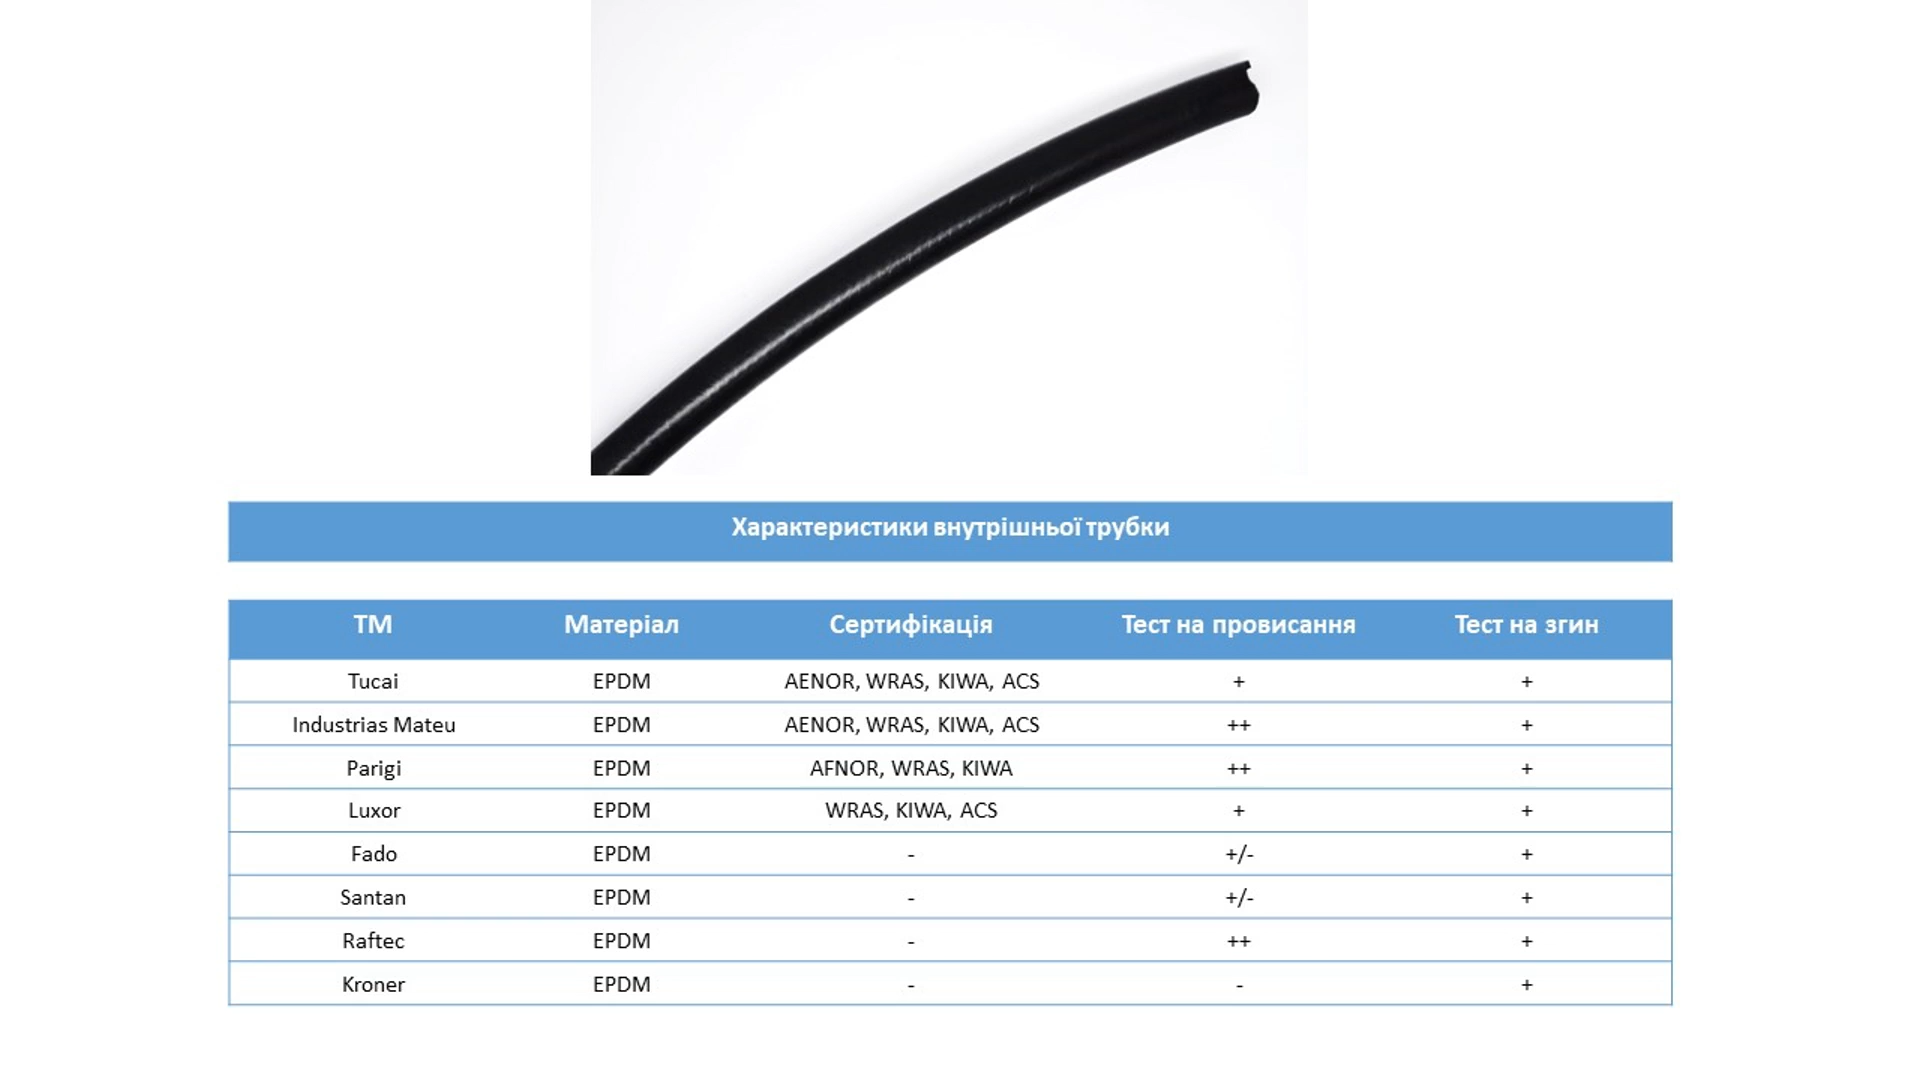 Характеристики внутрішньої трубки
ТМ Матеріал Сертифікація Тест на провисання Тест на згин
Tucai EPDM AENOR, WRAS, KIWA, ACS + +
Industrias Mateu EPDM AENOR, WRAS, KIWA, ACS ++ +
Parigi EPDM AFNOR, WRAS, KIWA ++ +
Luxor EPDM WRAS, KIWA, ACS + +
Fado EPDM - +/- +
Santan EPDM - +/- +
Raftec EPDM - ++ +
Kroner EPDM - - +